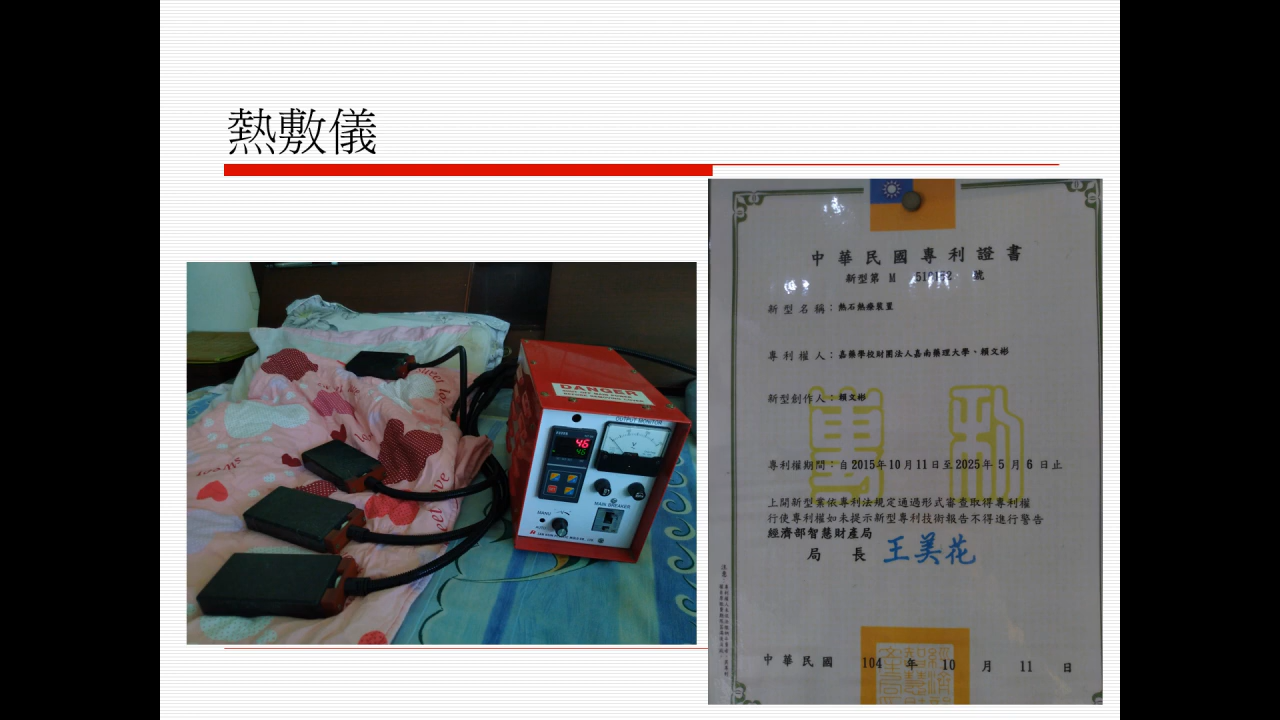 熱敷儀
DANGER
OUTPUT MONITOR
46
46
MAIN BREAKER
MANU
中華民國專利證書
新型第 M 號
新型名稱：熱石熱療裝置
專利權人：嘉藥學校財團法人嘉南藥理大學、賴文彬
新型創作人：賴文彬
專利
專利權期間：自2015年10月11日至2025年5月6日止
上開新型業依專利法規定通過形式審查取得專利權
行使專利權如未提示新型專利技術報告不得進行警告
經濟部智慧財產局
局長 王美花
中華民國 104 年 10 月 11 日